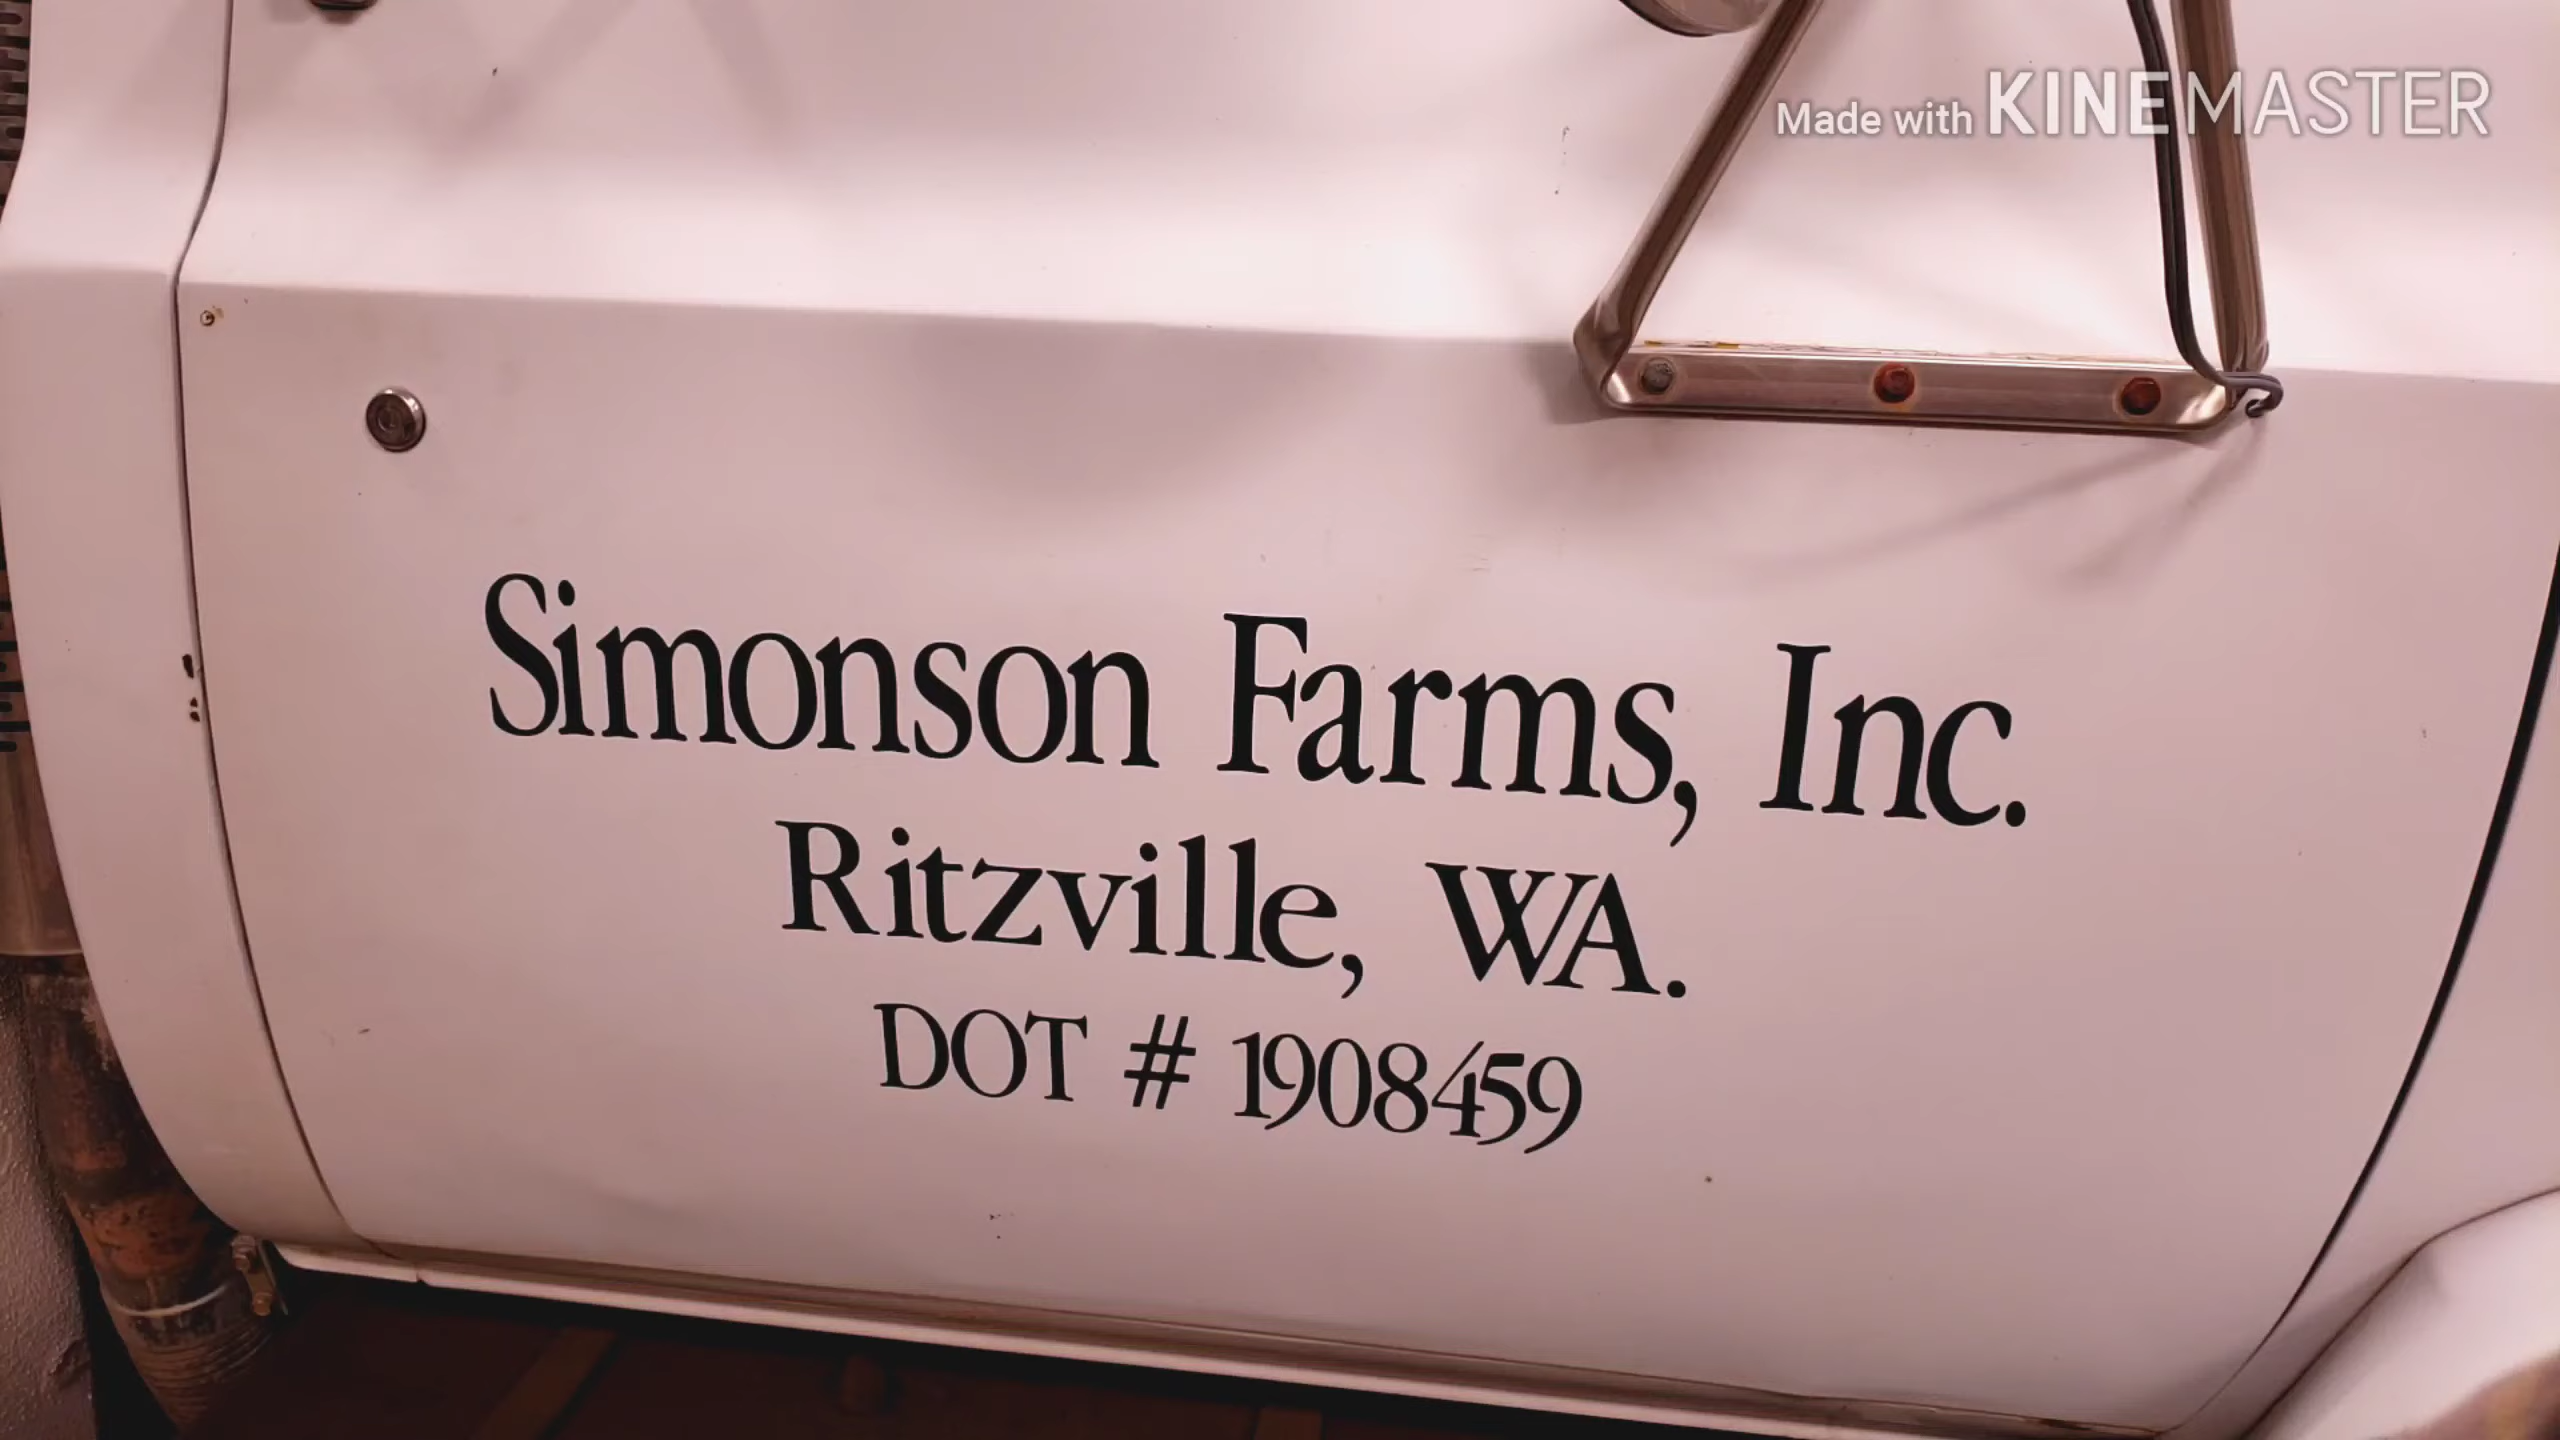 Made with KINEMASTER
Simonson Farms, Inc.
Ritzville, WA.
DOT # 1908459